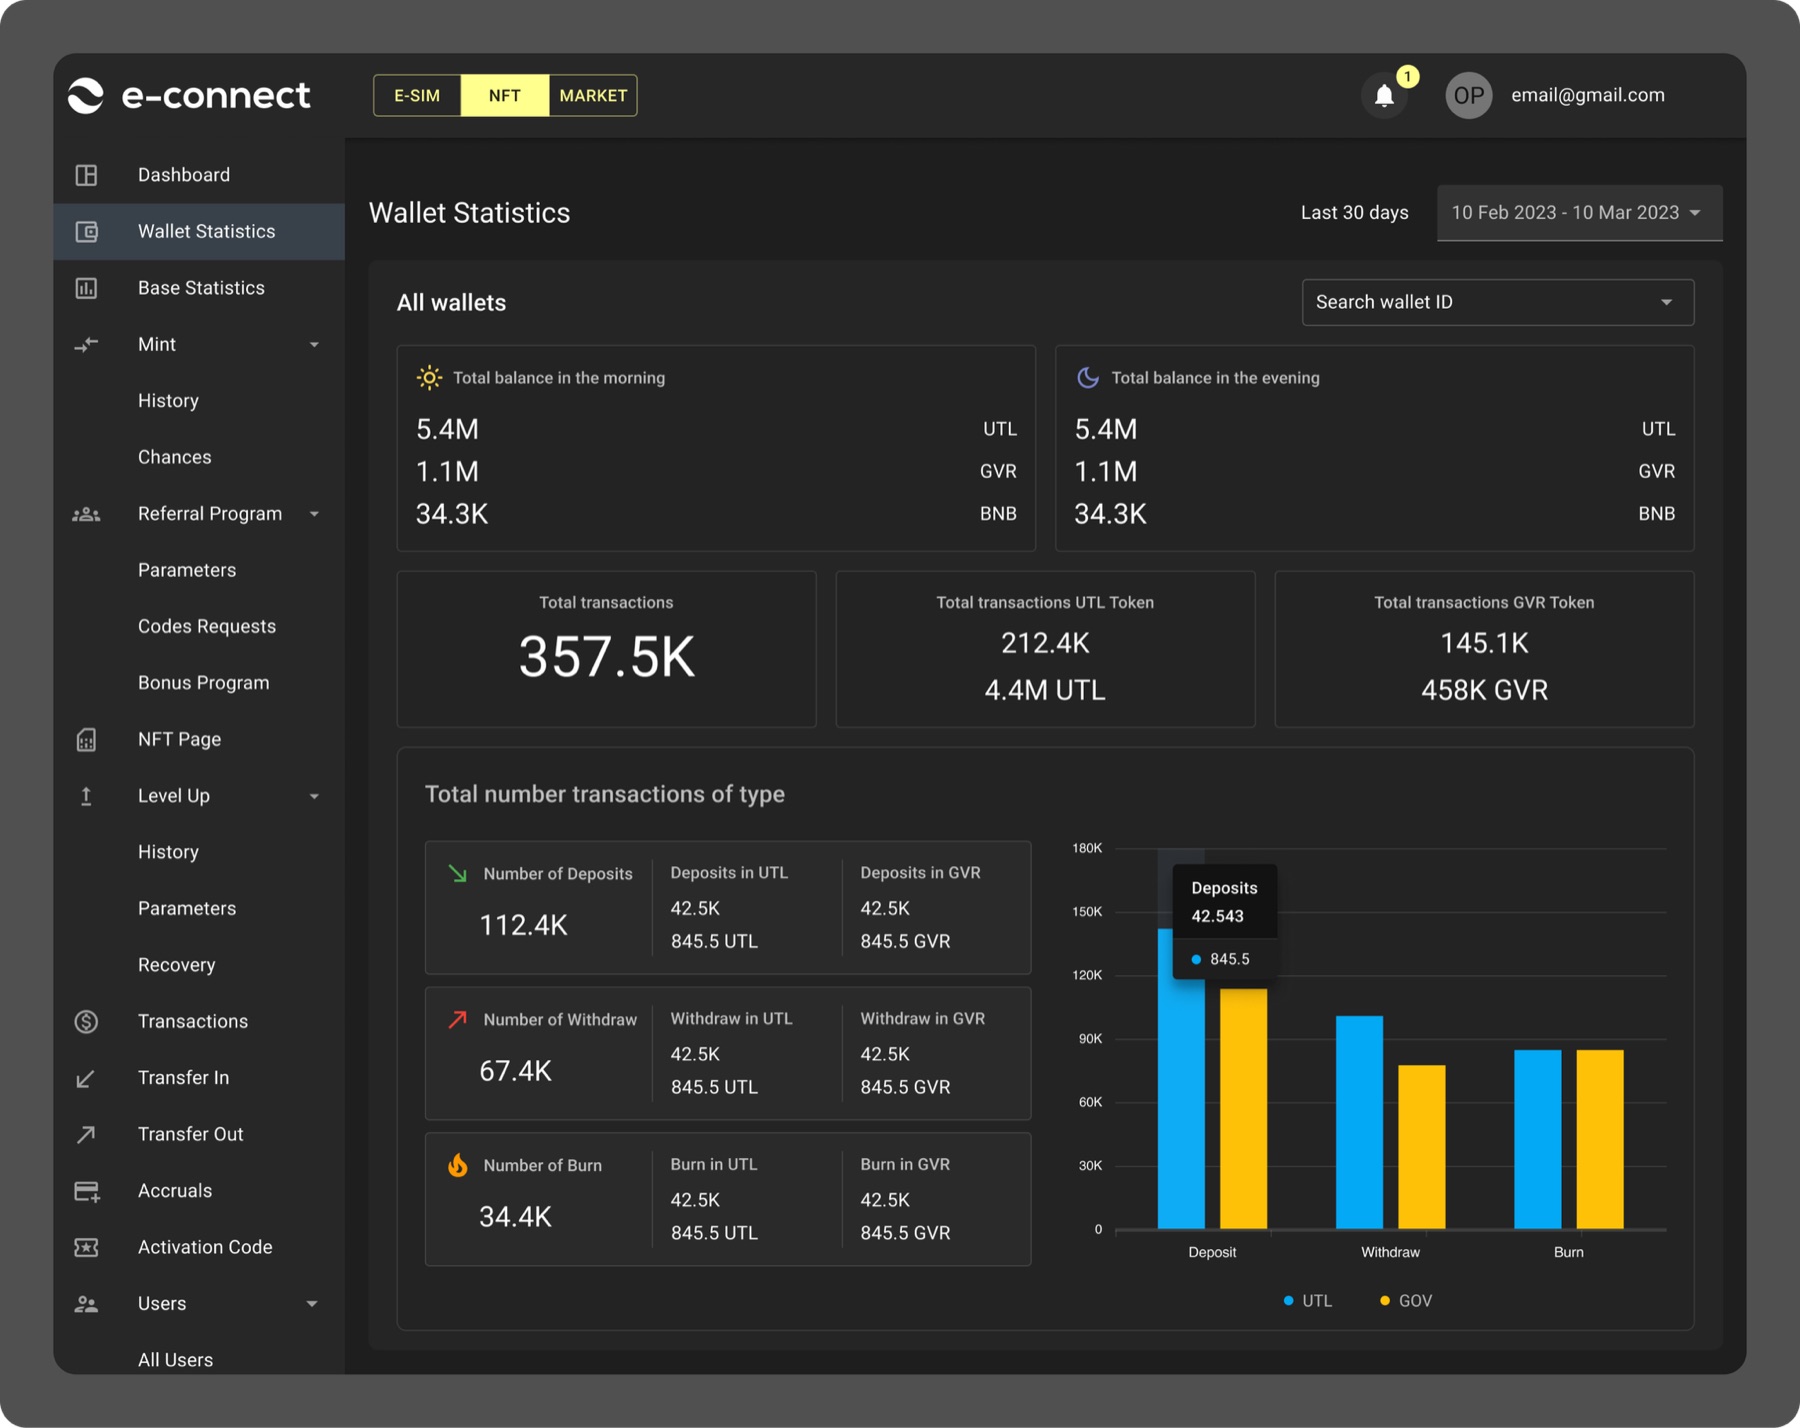 e-connect
E-SIM NFT MARKET
1
OP email@gmail.com
Dashboard
Wallet Statistics
Base Statistics
Mint
History
Chances
Referral Program
Parameters
Codes Requests
Bonus Program
NFT Page
Level Up
History
Parameters
Recovery
Transactions
Transfer In
Transfer Out
Accruals
Activation Code
Users
All Users
Wallet Statistics
Last 30 days 10 Feb 2023 - 10 Mar 2023
All wallets
Search wallet ID
Total balance in the morning
5.4M UTL
1.1M GVR
34.3K BNB
Total balance in the evening
5.4M UTL
1.1M GVR
34.3K BNB
Total transactions
357.5K
Total transactions UTL Token
212.4K
4.4M UTL
Total transactions GVR Token
145.1K
458K GVR
Total number transactions of type
Number of Deposits
112.4K
Deposits in UTL
42.5K
845.5 UTL
Deposits in GVR
42.5K
845.5 GVR
Number of Withdraw
67.4K
Withdraw in UTL
42.5K
845.5 UTL
Withdraw in GVR
42.5K
845.5 GVR
Number of Burn
34.4K
Burn in UTL
42.5K
845.5 UTL
Burn in GVR
42.5K
845.5 GVR
180K
150K
120K
90K
60K
30K
0
Deposits
42.543
845.5
Deposit Withdraw Burn
UTL GOV